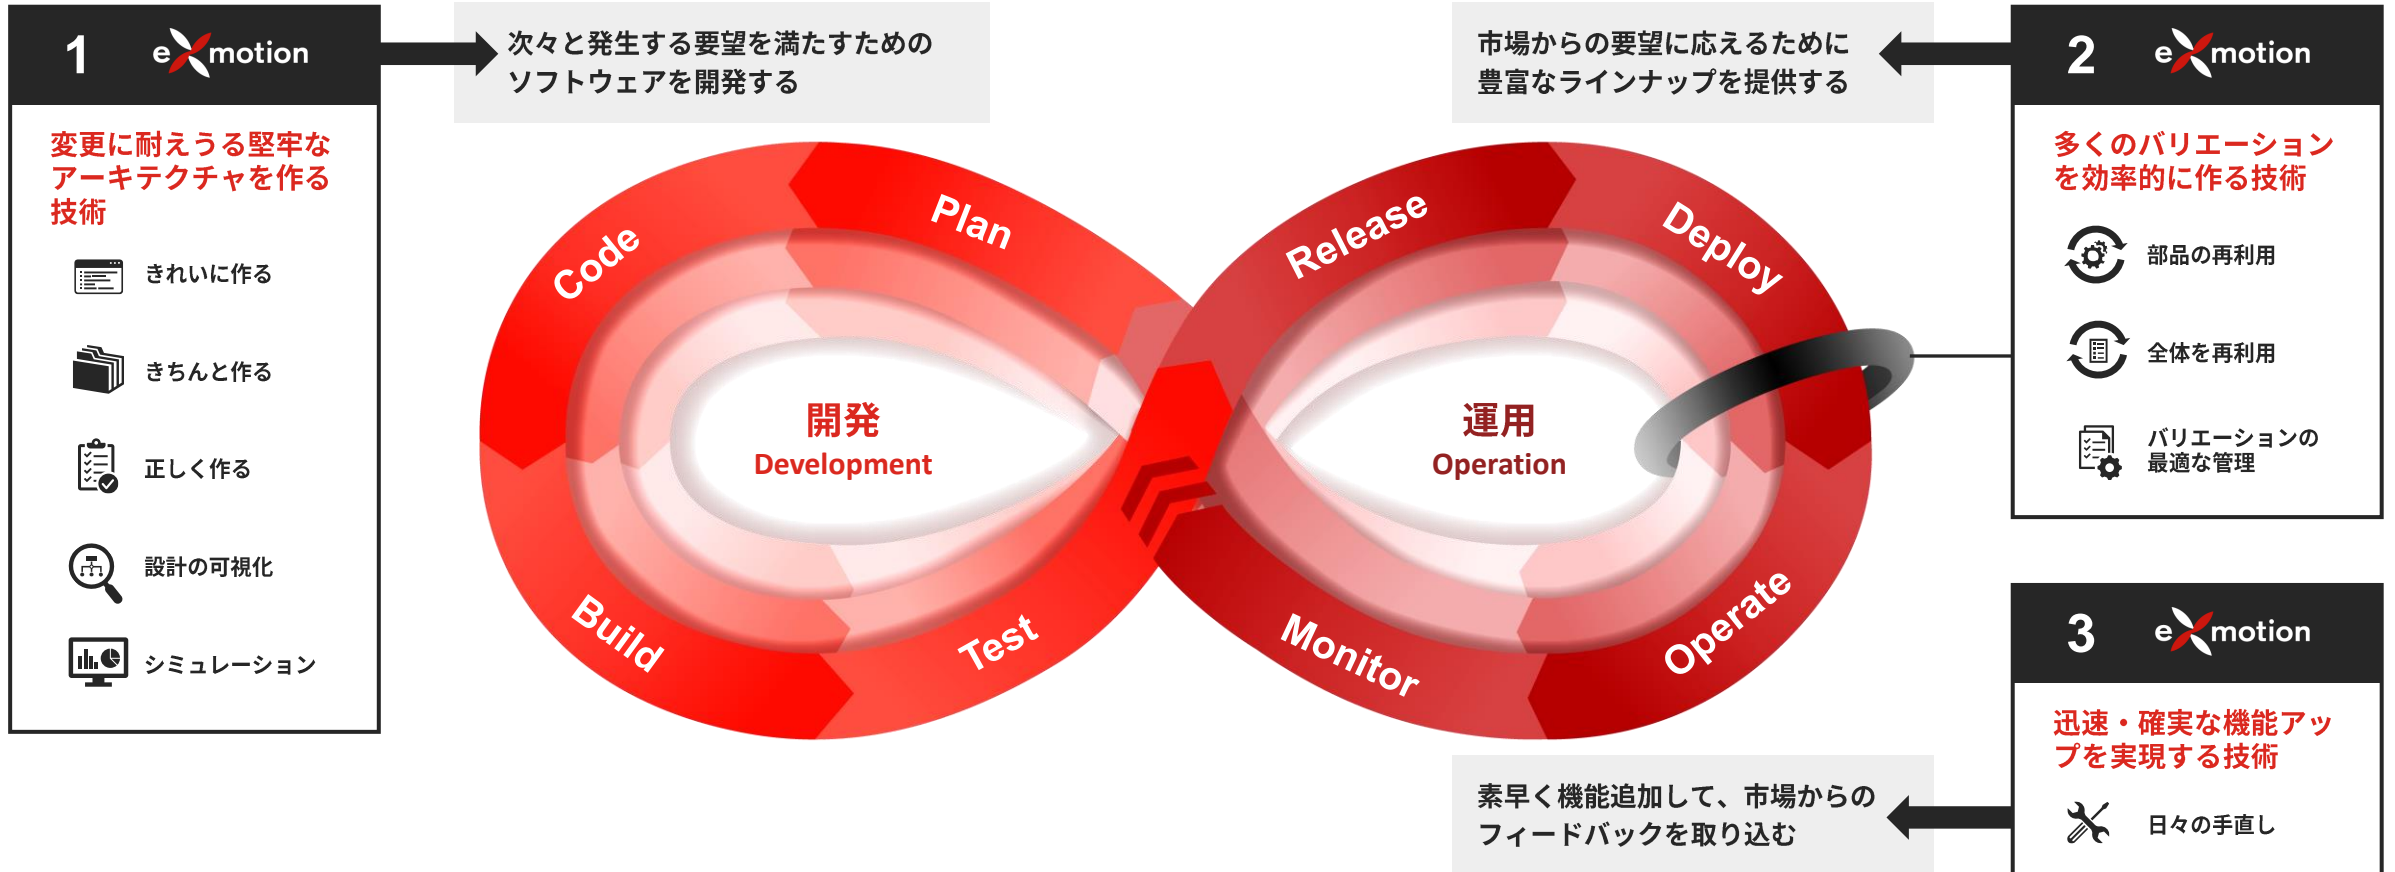 1
eXmotion
変更に耐えうる堅牢な
アーキテクチャを作る
技術
きれいに作る
きちんと作る
正しく作る
設計の可視化
シミュレーション
次々と発生する要望を満たすための
ソフトウェアを開発する
市場からの要望に応えるために
豊富なラインナップを提供する
Code
Plan
Release
Deploy
開発
Development
運用
Operation
Build
Test
Monitor
Operate
素早く機能追加して、市場からの
フィードバックを取り込む
2
eXmotion
多くのバリエーション
を効率的に作る技術
部品の再利用
全体を再利用
バリエーションの
最適な管理
3
eXmotion
迅速・確実な機能アッ
プを実現する技術
日々の手直し